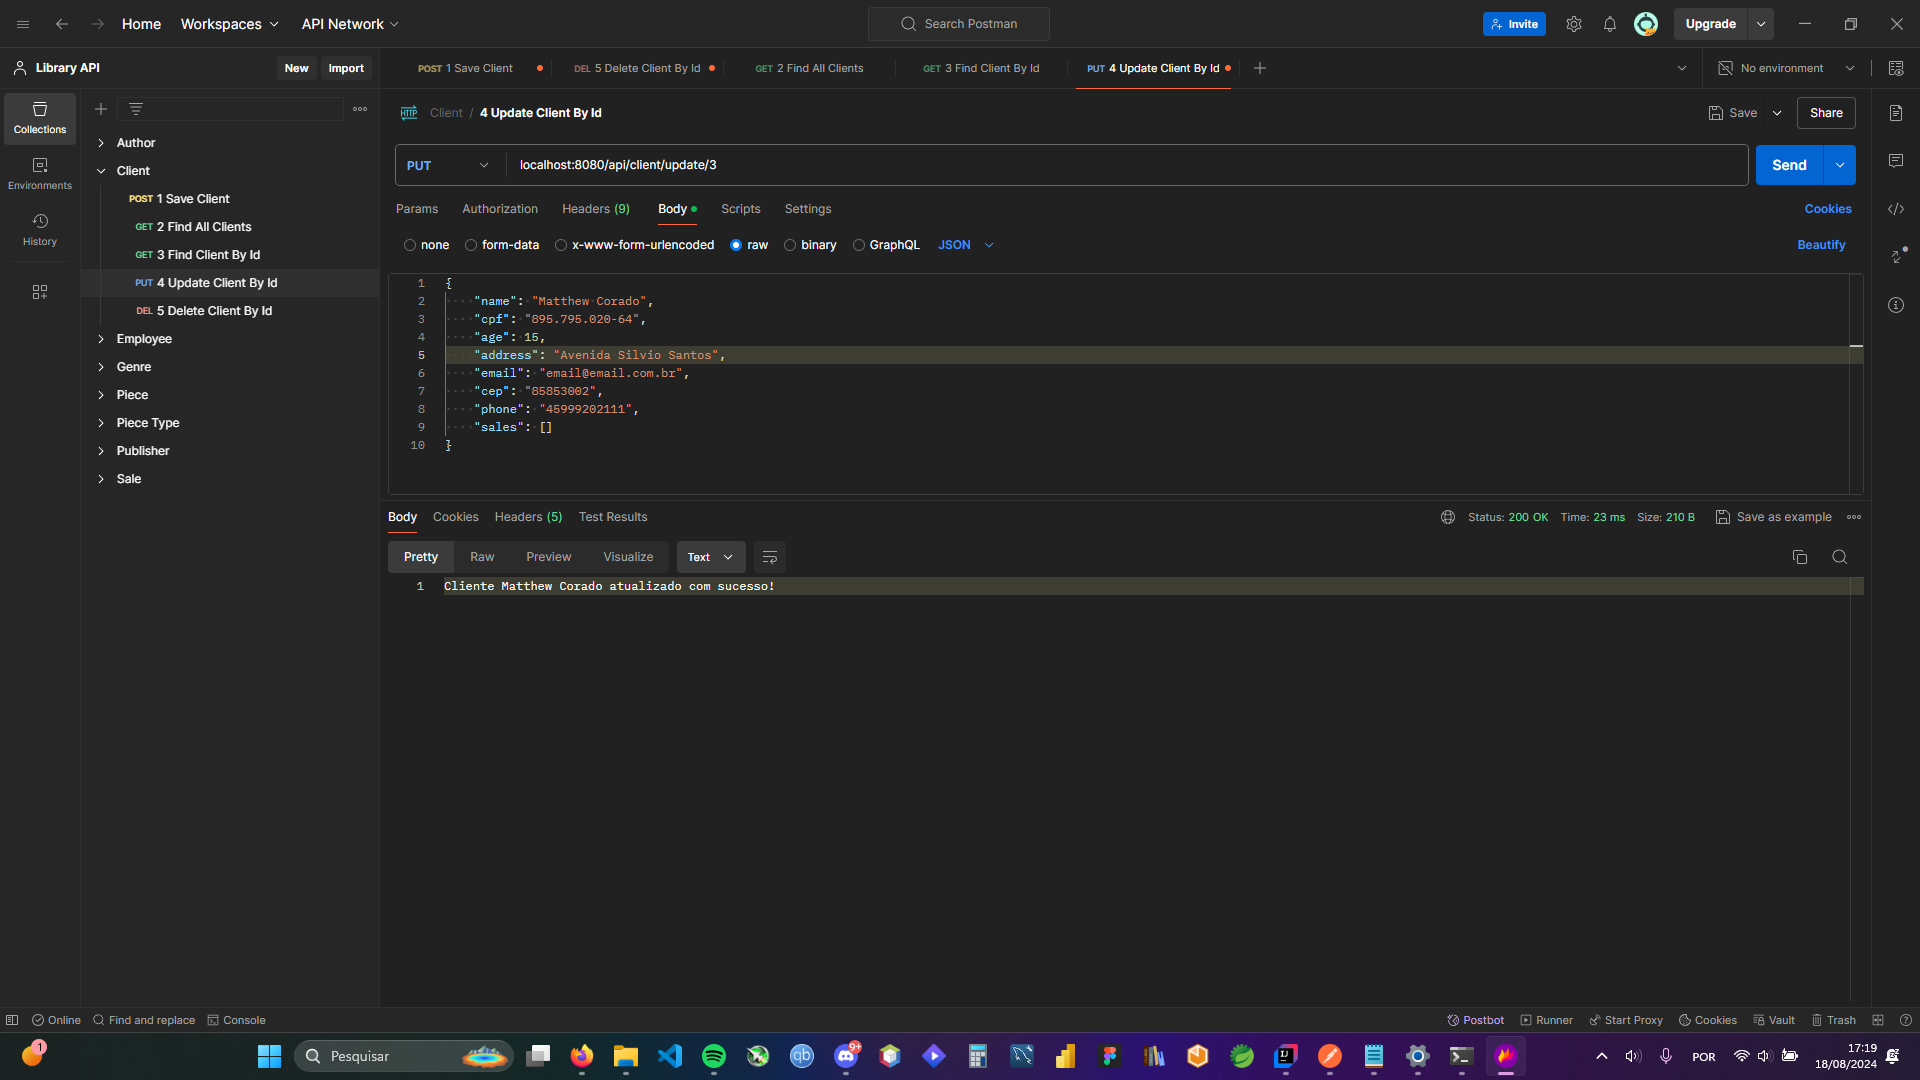 Home
Workspaces
API Network
Search Postman
Invite
Upgrade
Library API
New
Import
POST 1 Save Client
DEL 5 Delete Client By Id
GET 2 Find All Clients
GET 3 Find Client By Id
PUT 4 Update Client By Id
No environment
Collections
Environments
History
Author
Client
POST 1 Save Client
GET 2 Find All Clients
GET 3 Find Client By Id
PUT 4 Update Client By Id
DEL 5 Delete Client By Id
Employee
Genre
Piece
Piece Type
Publisher
Sale
HTTP Client / 4 Update Client By Id
Save
Share
PUT
localhost:8080/api/client/update/3
Send
Params
Authorization
Headers (9)
Body
Scripts
Settings
Cookies
none
form-data
x-www-form-urlencoded
raw
binary
GraphQL
JSON
Beautify
1 {
2 "name": "Matthew Corado",
3 "cpf": "895.795.020-64",
4 "age": 15,
5 "address": "Avenida Silvio Santos",
6 "email": "email@email.com.br",
7 "cep": "85853002",
8 "phone": "45999202111",
9 "sales": []
10 }
Body
Cookies
Headers (5)
Test Results
Status: 200 OK
Time: 23 ms
Size: 210 B
Save as example
Pretty
Raw
Preview
Visualize
Text
1 Cliente Matthew Corado atualizado com sucesso!
Online
Find and replace
Console
Postbot
Runner
Start Proxy
Cookies
Vault
Trash
1
Pesquisar
qb
9+
IJ
POR
17:19
18/08/2024